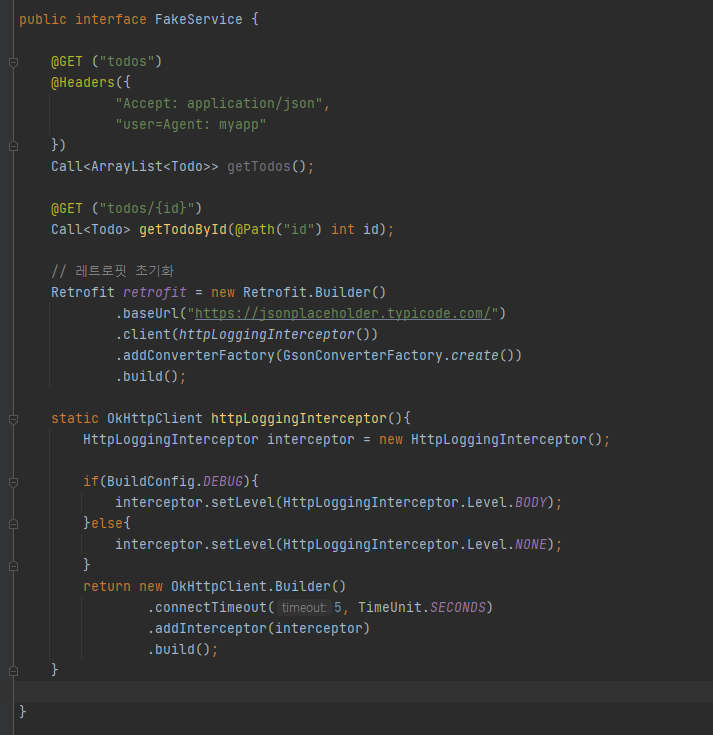 public interface FakeService {
@GET ("todos")
@Headers({
"Accept: application/json",
"user=Agent: myapp"
})
Call<ArrayList<Todo>> getTodos();
@GET ("todos/{id}")
Call<Todo> getTodoById(@Path("id") int id);
// 레트로핏 초기화
Retrofit retrofit = new Retrofit.Builder()
.baseUrl("https://jsonplaceholder.typicode.com/")
.client(httpLoggingInterceptor())
.addConverterFactory(GsonConverterFactory.create())
.build();
static OkHttpClient httpLoggingInterceptor(){
HttpLoggingInterceptor interceptor = new HttpLoggingInterceptor();
if(BuildConfig.DEBUG){
interceptor.setLevel(HttpLoggingInterceptor.Level.BODY);
}else{
interceptor.setLevel(HttpLoggingInterceptor.Level.NONE);
}
return new OkHttpClient.Builder()
.connectTimeout( timeout: 5, TimeUnit.SECONDS)
.addInterceptor(interceptor)
.build();
}
}